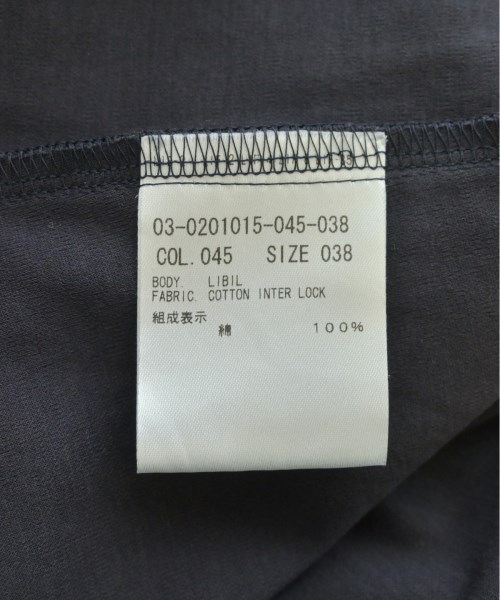 03-0201015-045-038
COL.045 SIZE 038
BODY. LIBIL
FABRIC. COTTON INTER LOCK
組成表示
綿 100%